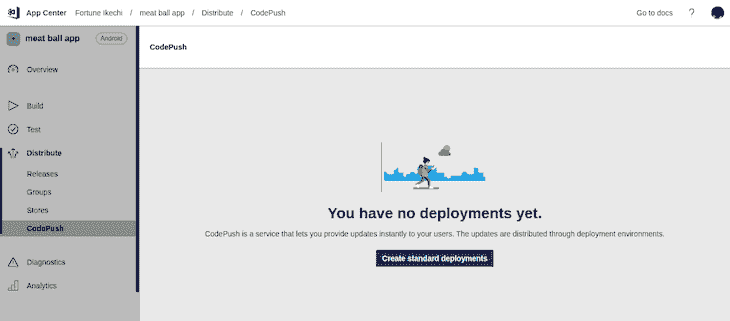 App Center Fortune Ikechi / meat ball app / Distribute / CodePush Go to docs ?
meat ball app Android
CodePush
Overview
Build
Test
Distribute
Releases
Groups
Stores
CodePush
Diagnostics
Analytics
You have no deployments yet.
CodePush is a service that lets you provide updates instantly to your users. The updates are distributed through deployment environments.
Create standard deployments